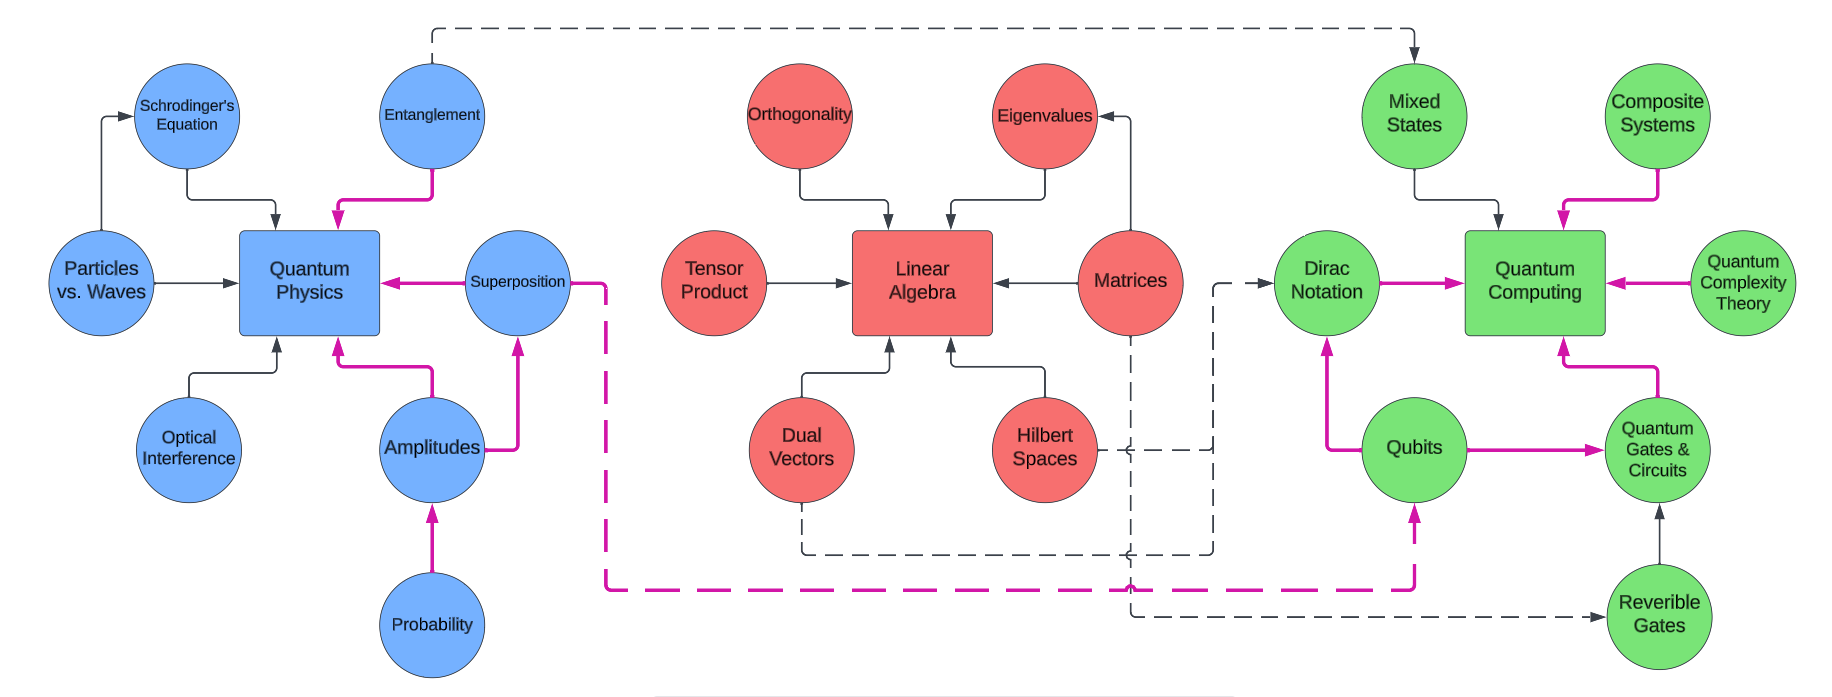 Schrodinger's
Equation
Entanglement
Orthogonality
Eigenvalues
Mixed
States
Composite
Systems
Particles
vs. Waves
Quantum
Physics
Superposition
Tensor
Product
Linear
Algebra
Matrices
Dirac
Notation
Quantum
Computing
Quantum
Complexity
Theory
Optical
Interference
Amplitudes
Dual
Vectors
Hilbert
Spaces
Qubits
Quantum
Gates &
Circuits
Probability
Reverible
Gates